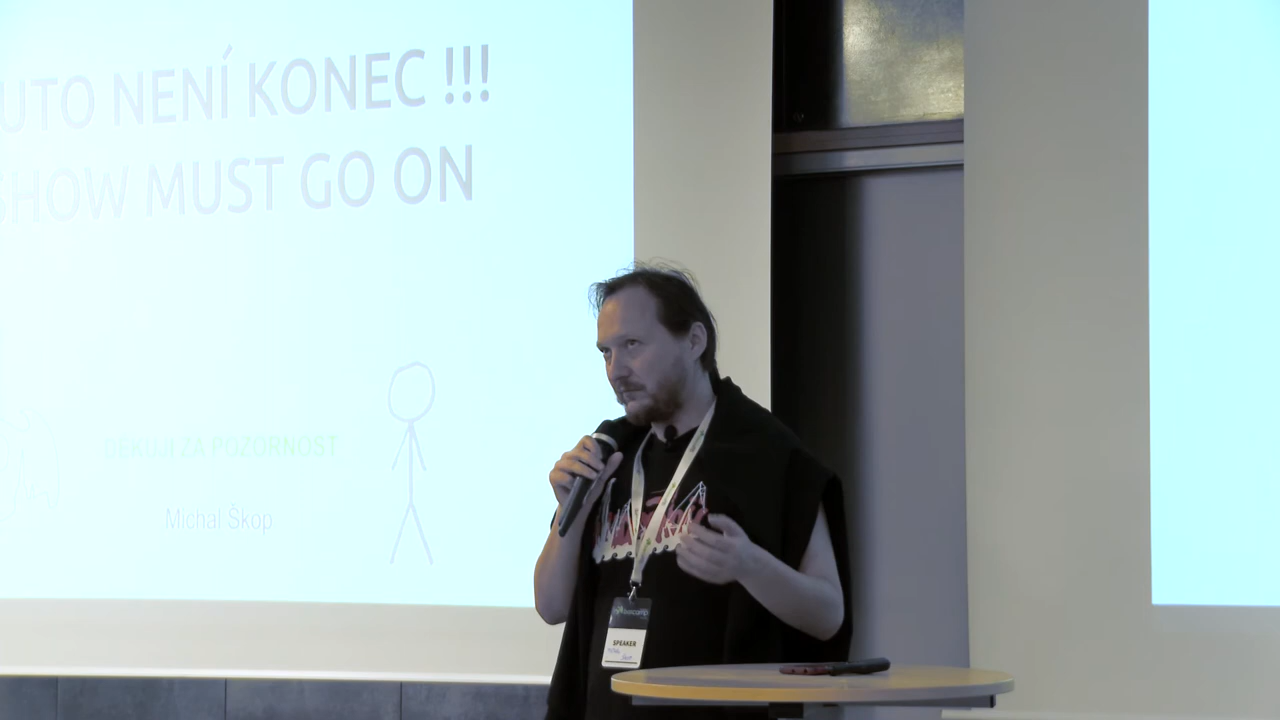 UTO NENÍ KONEC !!!
SHOW MUST GO ON
DĚKUJI ZA POZORNOST
Michal Škop
SPEAKER